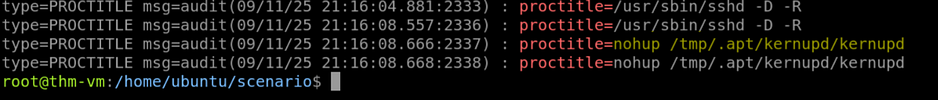 type=PROCTITLE msg=audit(09/11/25 21:16:04.881:2333) : proctitle=/usr/sbin/sshd -D -R
type=PROCTITLE msg=audit(09/11/25 21:16:08.557:2336) : proctitle=/usr/sbin/sshd -D -R
type=PROCTITLE msg=audit(09/11/25 21:16:08.666:2337) : proctitle=nohup /tmp/.apt/kernupd/kernupd
type=PROCTITLE msg=audit(09/11/25 21:16:08.668:2338) : proctitle=nohup /tmp/.apt/kernupd/kernupd
root@thm-vm:/home/ubuntu/scenario$